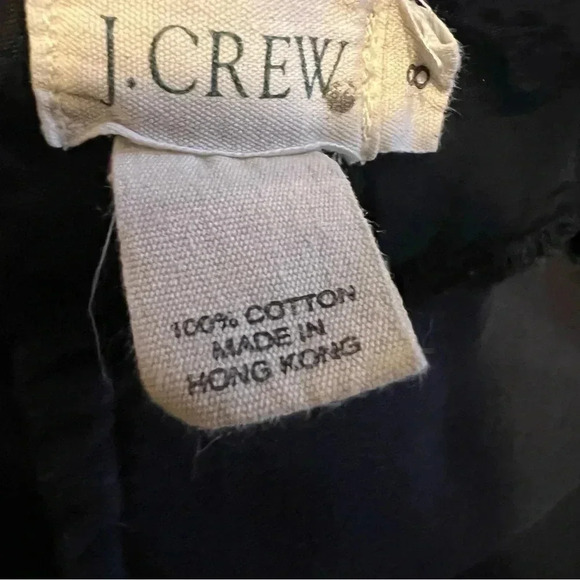 J.CREW
8
100% COTTON
MADE IN
HONG KONG